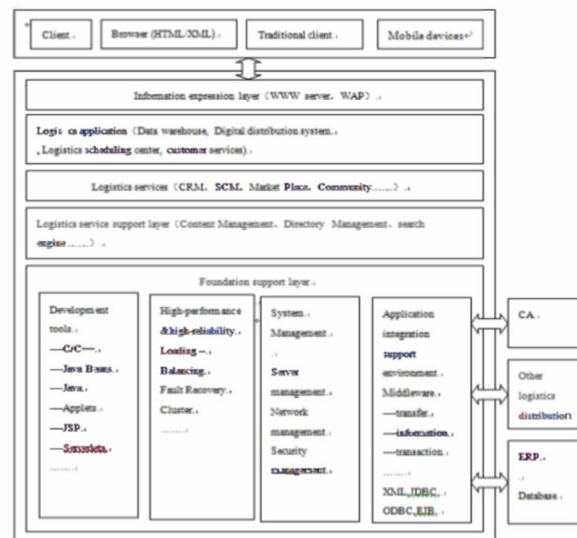 Client.
Browser (HTML/XML).
Traditional client.
Mobile devices
Information expression layer (WWW server、WAP).
Logis cs application (Data warehouse, Digital distribution system.
, Logistics scheduling center, customer services).
Logistics services (CRM、SCM、Market Place、Community……)
Logistics service support layer (Content Management、Directory Management、search
engine……)
Foundation support layer
Development
tools.
—C/C++.
—Java Beans.
—Java.
—Applets
—JSP.
—Serverlets.
…….
High-performance
&high-reliability.
Loading –.
Balancing.
Fault Recovery.
Cluster.
…….
System
Management.
Server
management.
Network
management.
Security
management.
Application
integration
support
environment.
Middleware.
—transfer.
—information.
—transaction.
…….
XML,JDBC,
ODBC,EJB,
CA.
Other
logistics
distribution
ERP.
Database.